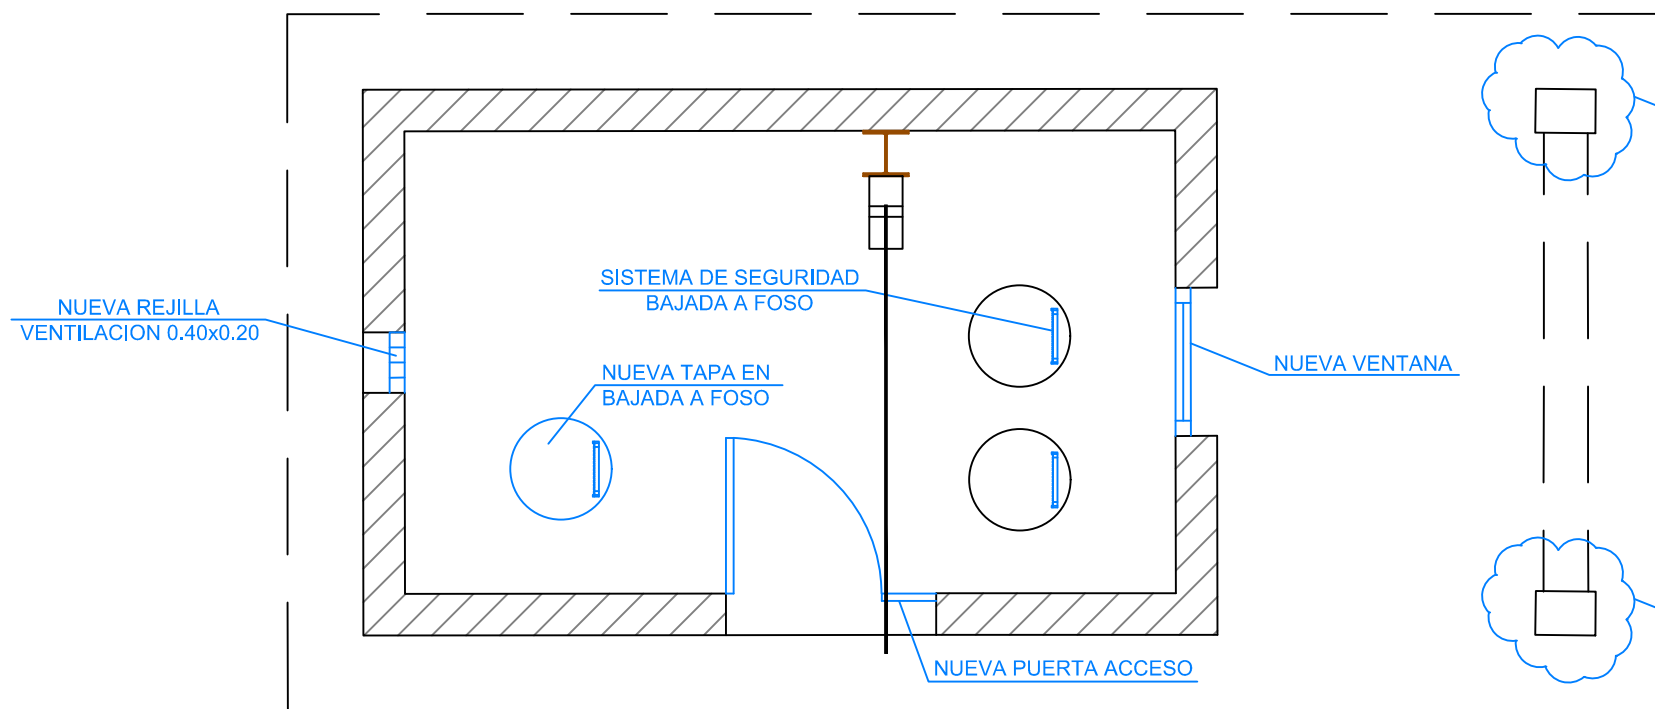 SISTEMA DE SEGURIDAD
BAJADA A FOSO
NUEVA REJILLA
VENTILACION 0.40x0.20
NUEVA TAPA EN
BAJADA A FOSO
NUEVA VENTANA
NUEVA PUERTA ACCESO